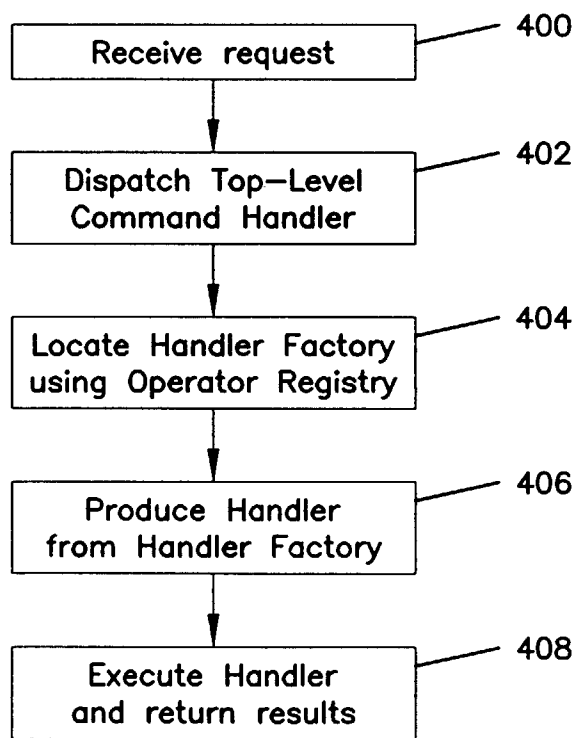 400
Receive request
402
Dispatch Top-Level
Command Handler
404
Locate Handler Factory
using Operator Registry
406
Produce Handler
from Handler Factory
408
Execute Handler
and return results